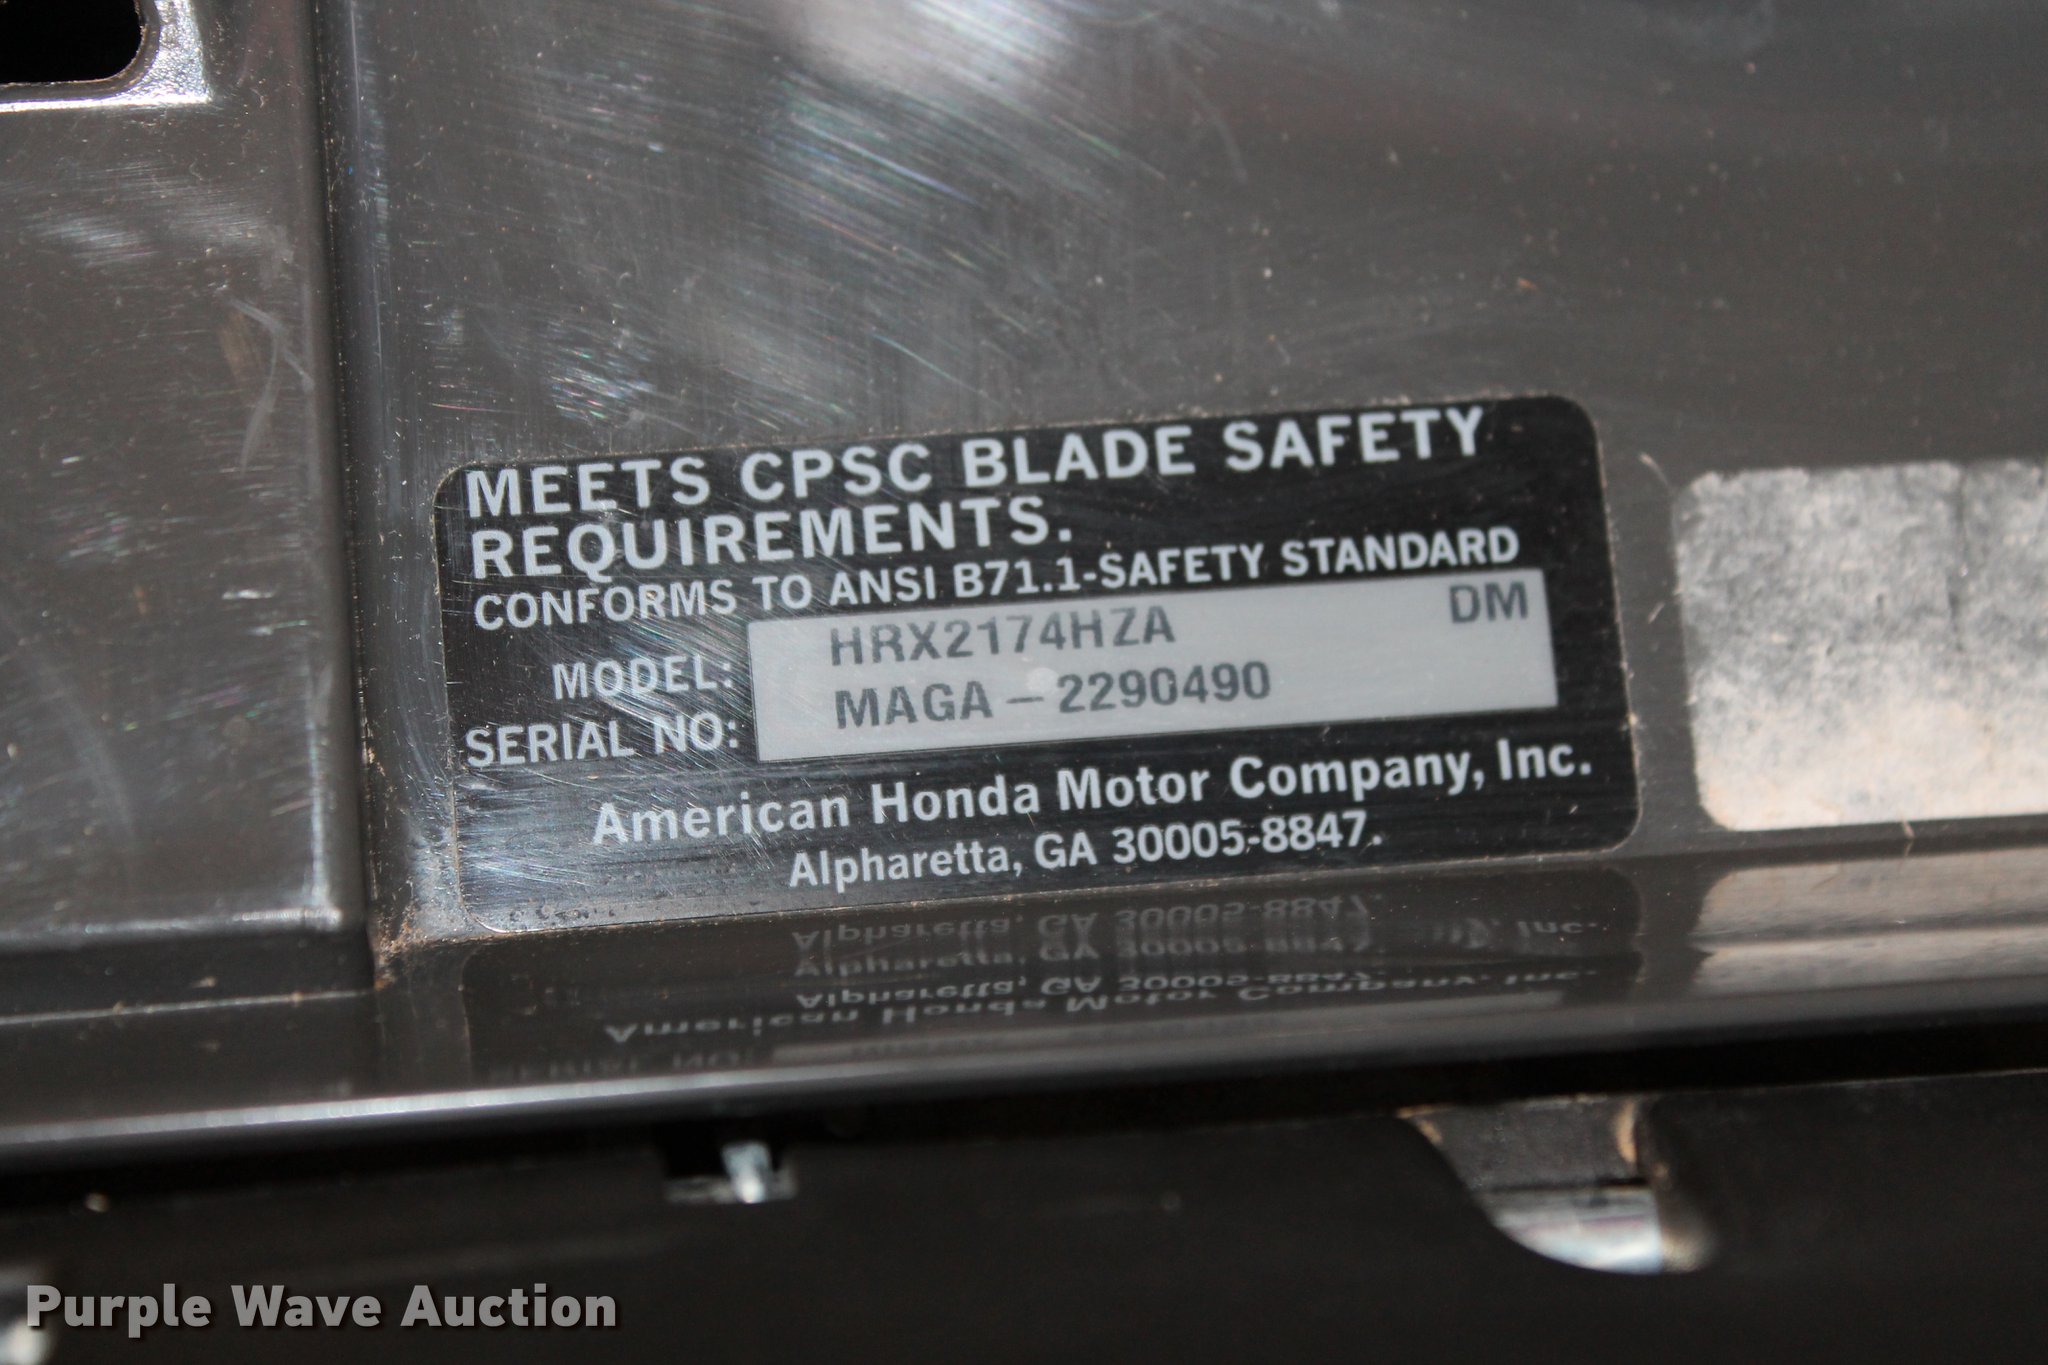 MEETS CPSC BLADE SAFETY
REQUIREMENTS.
CONFORMS TO ANSI B71.1-SAFETY STANDARD
MODEL: HRX2174HZA DM
SERIAL NO: MAGA – 2290490
American Honda Motor Company, Inc.
Alpharetta, GA 30005-8847.
Purple Wave Auction